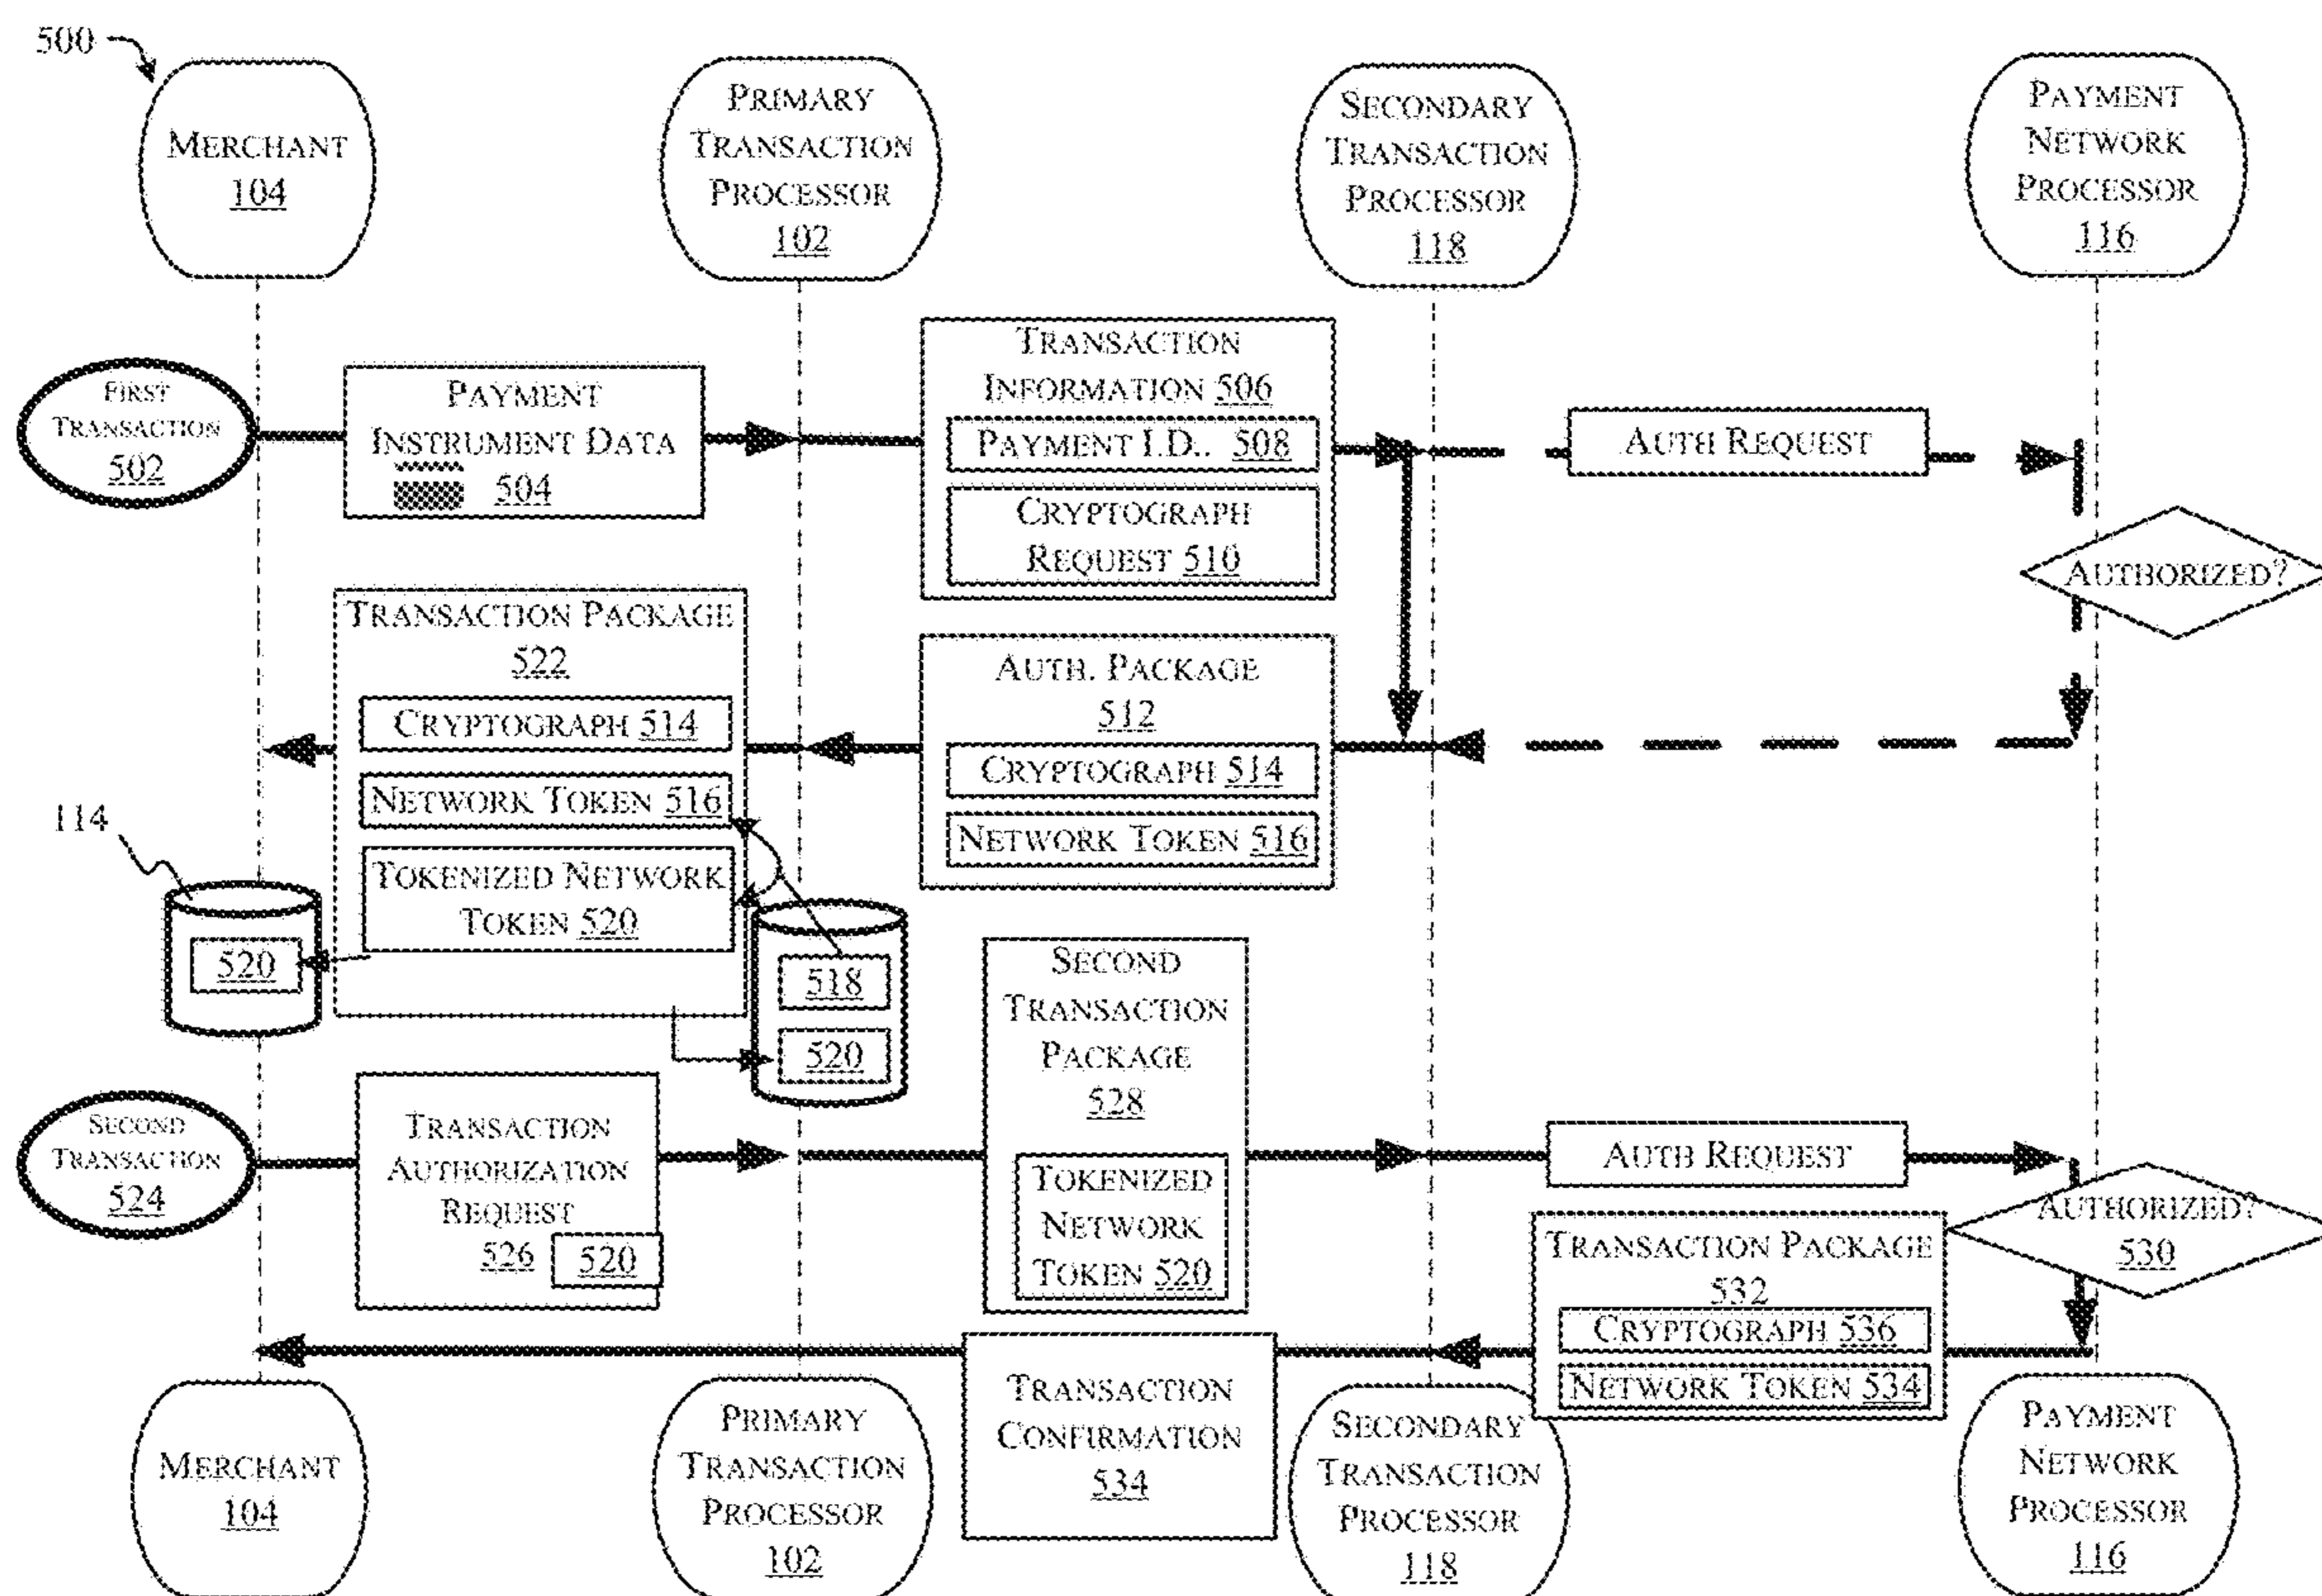 500
MERCHANT
104
PRIMARY
TRANSACTION
PROCESSOR
102
SECONDARY
TRANSACTION
PROCESSOR
118
PAYMENT
NETWORK
PROCESSOR
116
FIRST
TRANSACTION
502
PAYMENT
INSTRUMENT DATA
504
TRANSACTION
INFORMATION 506
PAYMENT I.D.. 508
CRYPTOGRAPH
REQUEST 510
AUTH REQUEST
AUTHORIZED?
TRANSACTION PACKAGE
522
CRYPTOGRAPH 514
NETWORK TOKEN 516
TOKENIZED NETWORK
TOKEN 520
AUTH. PACKAGE
512
CRYPTOGRAPH 514
NETWORK TOKEN 516
114
520
518
520
SECOND
TRANSACTION
524
TRANSACTION
AUTHORIZATION
REQUEST
526
520
SECOND
TRANSACTION
PACKAGE
528
TOKENIZED
NETWORK
TOKEN 520
AUTH REQUEST
AUTHORIZED?
530
TRANSACTION PACKAGE
532
CRYPTOGRAPH 536
NETWORK TOKEN 534
TRANSACTION
CONFIRMATION
534
MERCHANT
104
PRIMARY
TRANSACTION
PROCESSOR
102
SECONDARY
TRANSACTION
PROCESSOR
118
PAYMENT
NETWORK
PROCESSOR
116